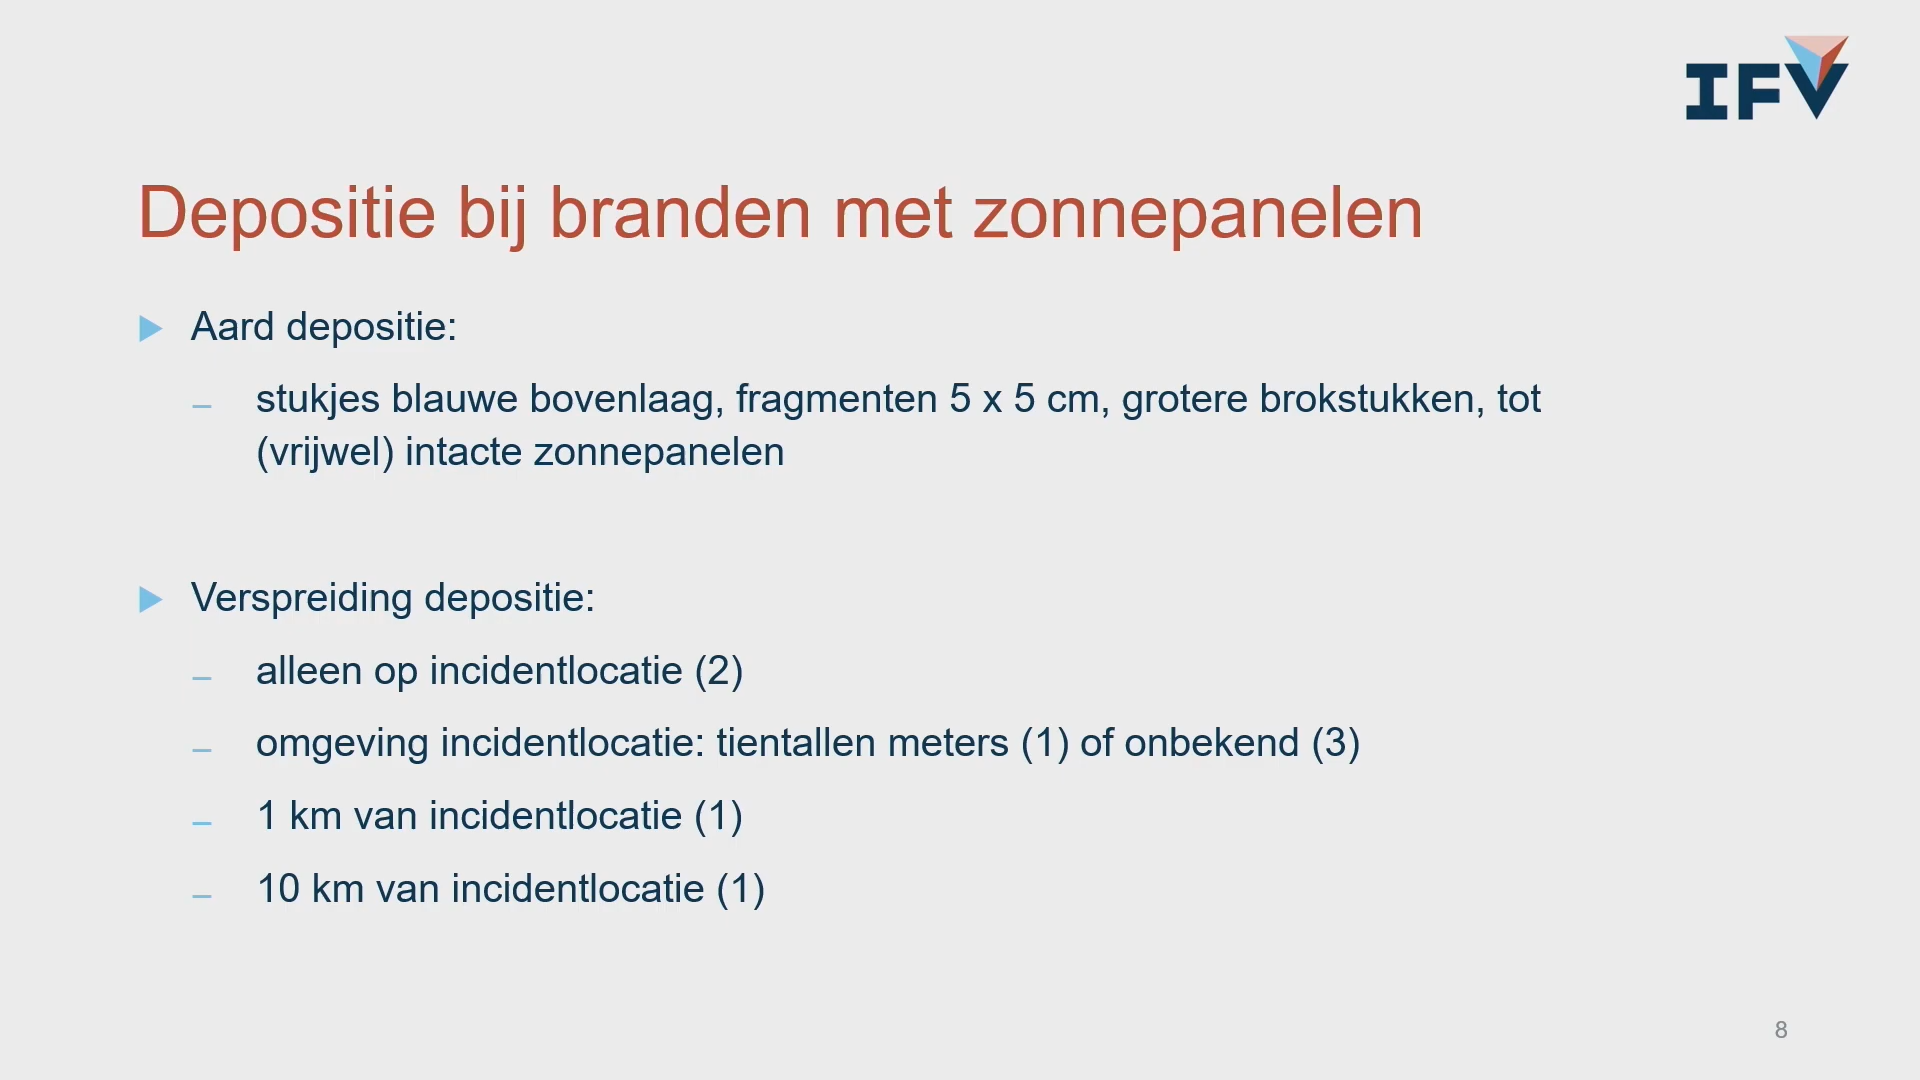 IFV
Depositie bij branden met zonnepanelen
Aard depositie:
– stukjes blauwe bovenlaag, fragmenten 5 x 5 cm, grotere brokstukken, tot
(vrijwel) intacte zonnepanelen
Verspreiding depositie:
– alleen op incidentlocatie (2)
– omgeving incidentlocatie: tientallen meters (1) of onbekend (3)
– 1 km van incidentlocatie (1)
– 10 km van incidentlocatie (1)
8